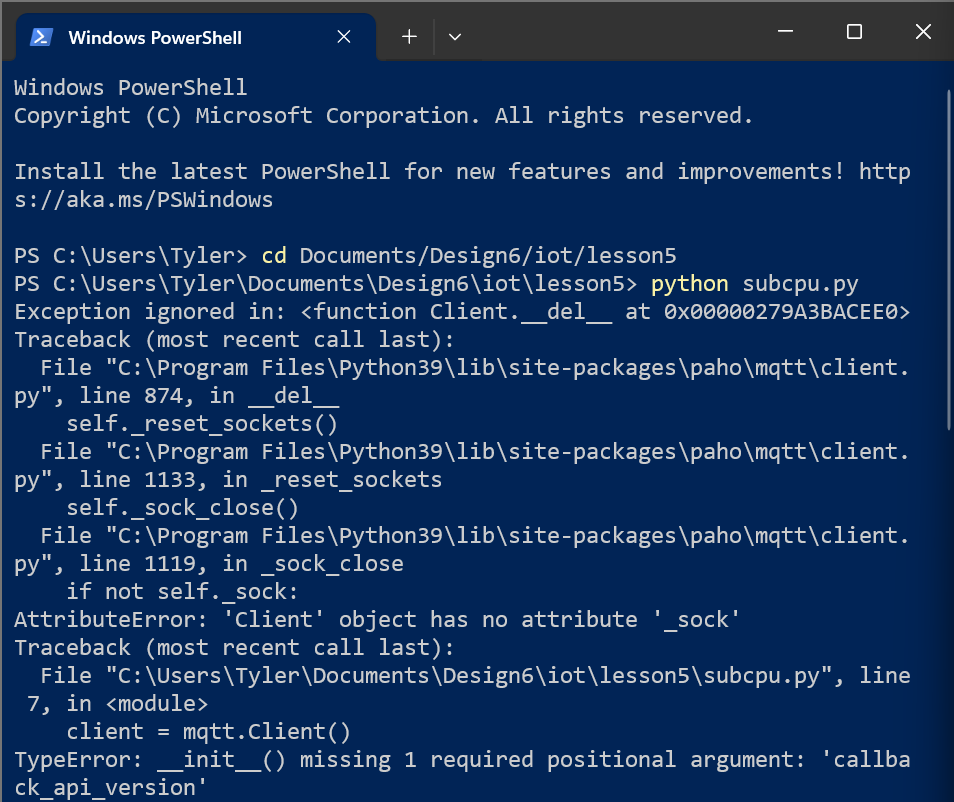 Windows PowerShell
Windows PowerShell
Copyright (C) Microsoft Corporation. All rights reserved.
Install the latest PowerShell for new features and improvements! http
s://aka.ms/PSWindows
PS C:\Users\Tyler> cd Documents/Design6/iot/lesson5
PS C:\Users\Tyler\Documents\Design6\iot\lesson5> python subcpu.py
Exception ignored in: <function Client.__del__ at 0x00000279A3BACEE0>
Traceback (most recent call last):
  File "C:\Program Files\Python39\lib\site-packages\paho\mqtt\client.
py", line 874, in __del__
    self._reset_sockets()
  File "C:\Program Files\Python39\lib\site-packages\paho\mqtt\client.
py", line 1133, in _reset_sockets
    self._sock_close()
  File "C:\Program Files\Python39\lib\site-packages\paho\mqtt\client.
py", line 1119, in _sock_close
    if not self._sock:
AttributeError: 'Client' object has no attribute '_sock'
Traceback (most recent call last):
  File "C:\Users\Tyler\Documents\Design6\iot\lesson5\subcpu.py", line
 7, in <module>
    client = mqtt.Client()
TypeError: __init__() missing 1 required positional argument: 'callba
ck_api_version'